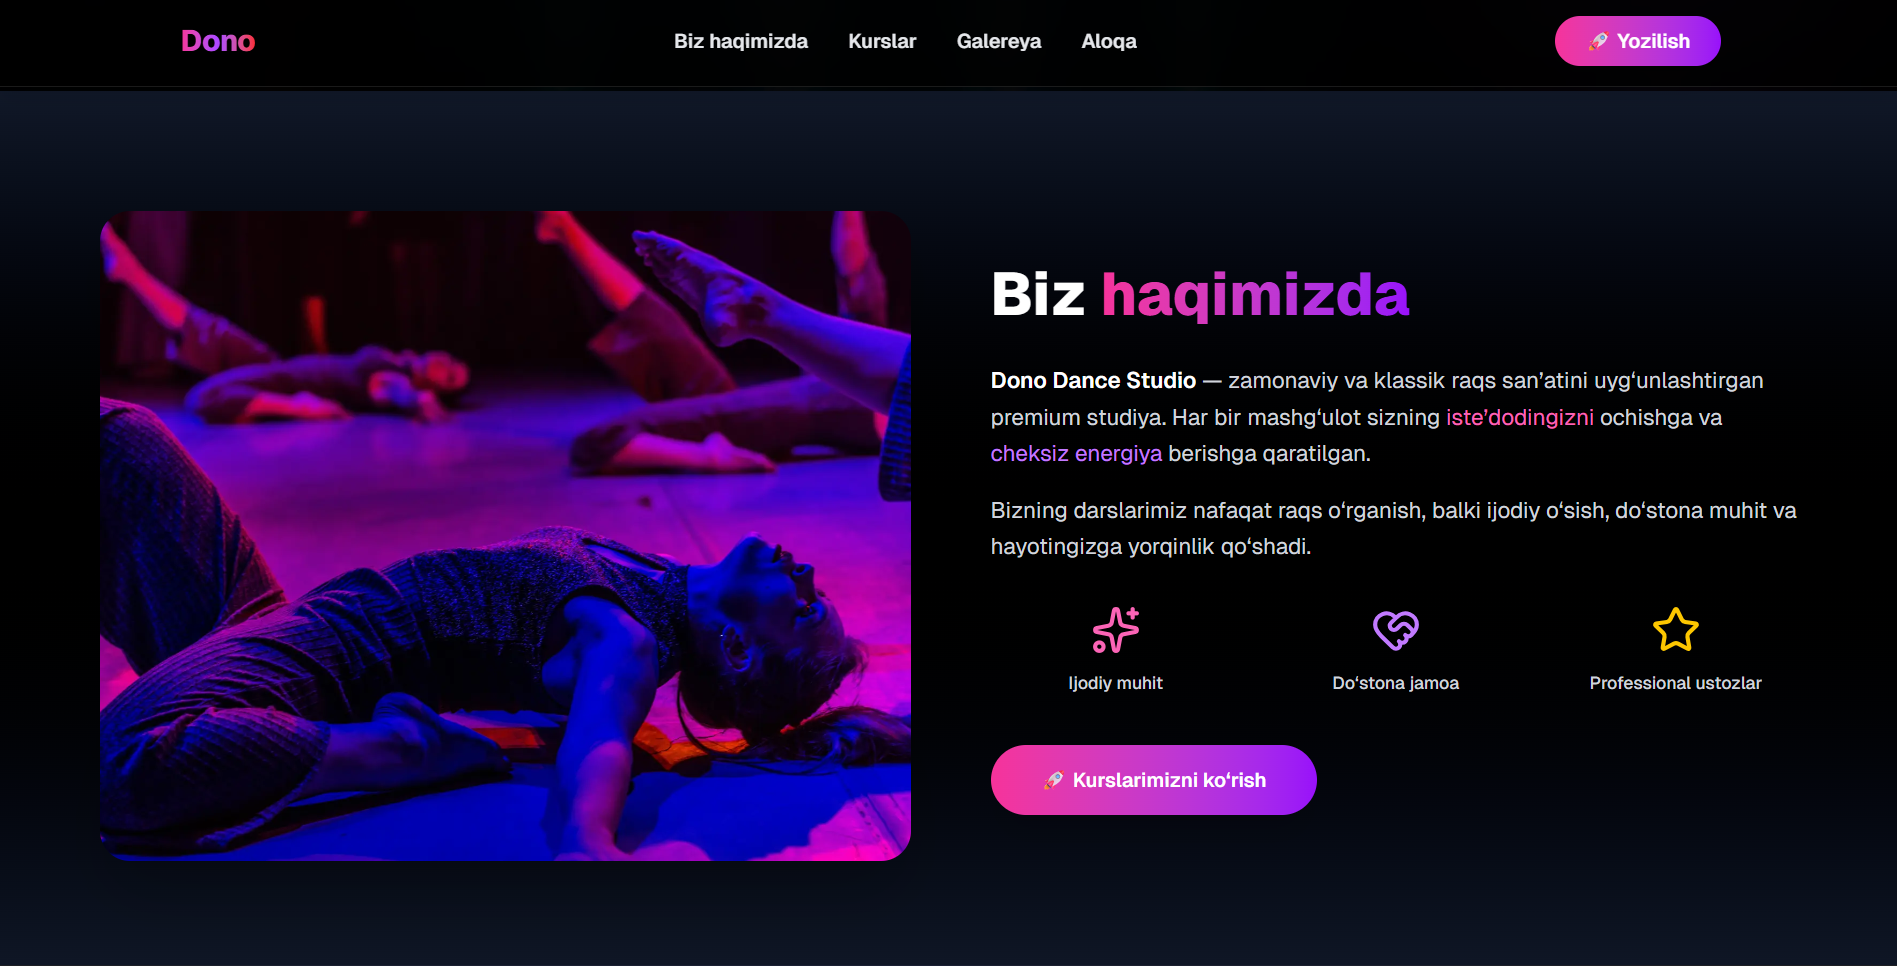 Dono
Biz haqimizda
Kurslar
Galereya
Aloqa
🚀 Yozilish
Biz haqimizda
Dono Dance Studio — zamonaviy va klassik raqs san’atini uyg‘unlashtirgan
premium studiya. Har bir mashg‘ulot sizning iste’dodingizni ochishga va
cheksiz energiya berishga qaratilgan.
Bizning darslarimiz nafaqat raqs o‘rganish, balki ijodiy o‘sish, do‘stona muhit va
hayotingizga yorqinlik qo‘shadi.
Ijodiy muhit
Do‘stona jamoa
Professional ustozlar
🚀 Kurslarimizni ko‘rish